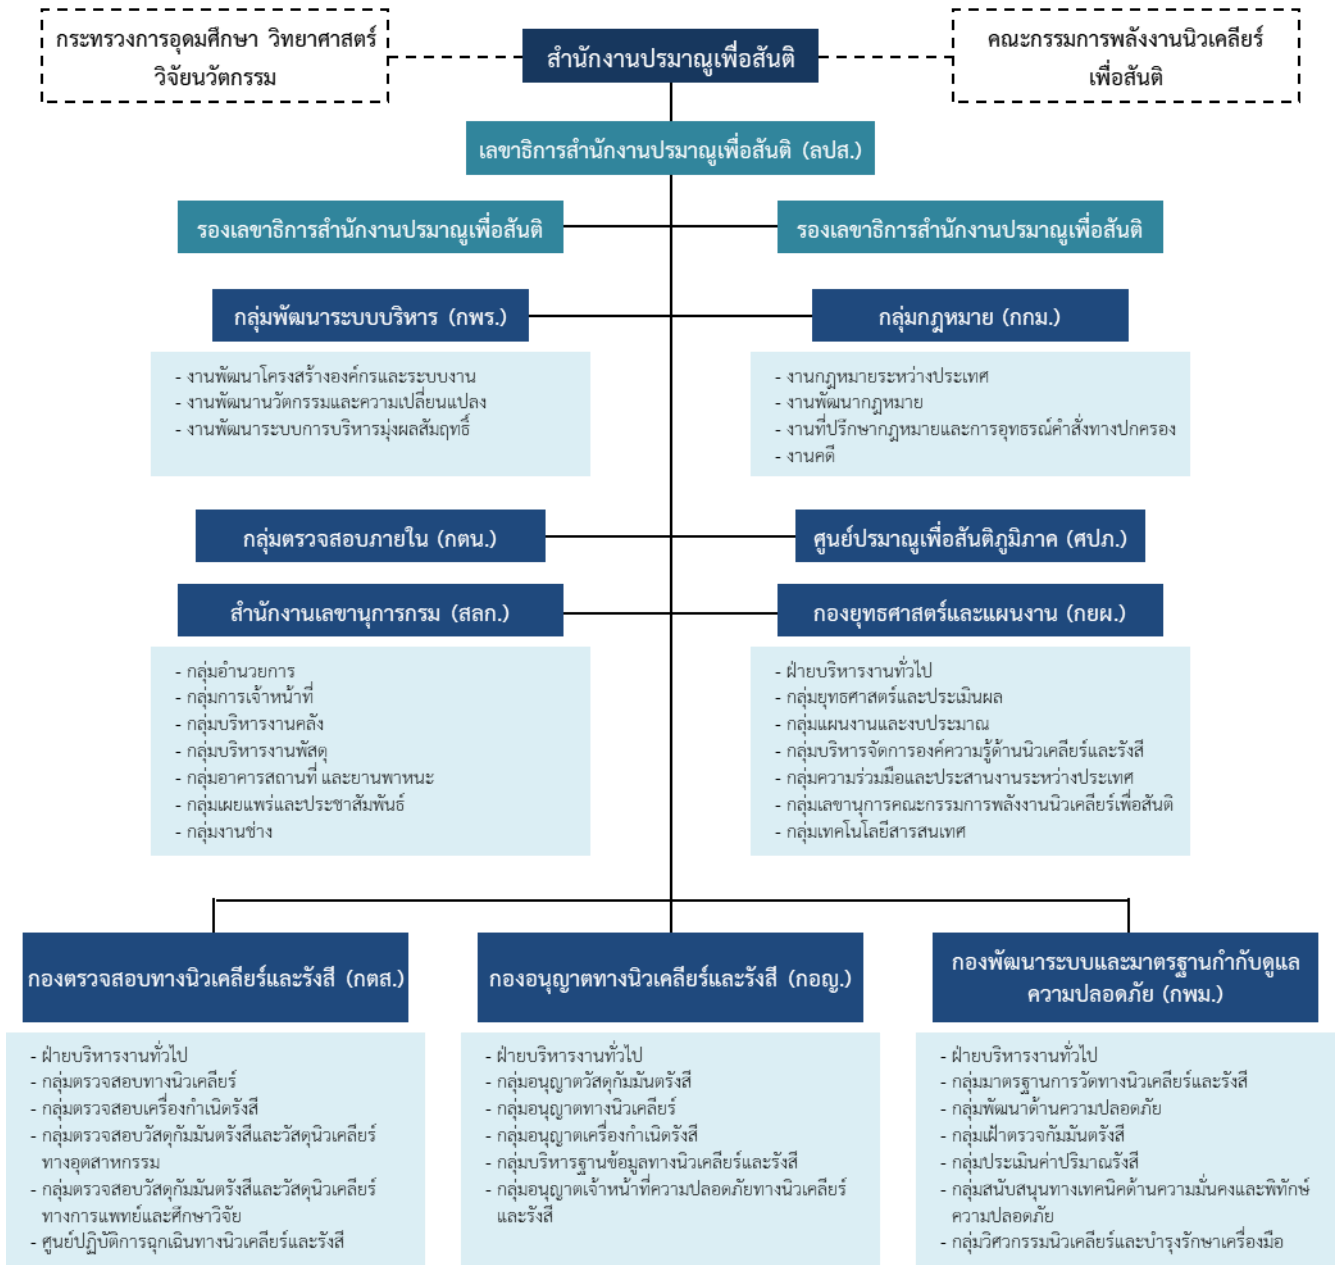 กระทรวงการอุดมศึกษา วิทยาศาสตร์
วิจัยนวัตกรรม
สำนักงานปรมาณูเพื่อสันติ
คณะกรรมการพลังงานนิวเคลียร์
เพื่อสันติ
เลขาธิการสำนักงานปรมาณูเพื่อสันติ (ลปส.)
รองเลขาธิการสำนักงานปรมาณูเพื่อสันติ
รองเลขาธิการสำนักงานปรมาณูเพื่อสันติ
กลุ่มพัฒนาระบบบริหาร (กพร.)
- งานพัฒนาโครงสร้างองค์กรและระบบงาน
- งานพัฒนานวัตกรรมและความเปลี่ยนแปลง
- งานพัฒนาระบบการบริหารมุ่งผลสัมฤทธิ์
กลุ่มกฎหมาย (กกม.)
- งานกฎหมายระหว่างประเทศ
- งานพัฒนากฎหมาย
- งานที่ปรึกษากฎหมายและการอุทธรณ์คำสั่งทางปกครอง
- งานคดี
กลุ่มตรวจสอบภายใน (กตน.)
ศูนย์ปรมาณูเพื่อสันติภูมิภาค (ศปภ.)
สำนักงานเลขานุการกรม (สลก.)
- กลุ่มอำนวยการ
- กลุ่มการเจ้าหน้าที่
- กลุ่มบริหารงานคลัง
- กลุ่มบริหารงานพัสดุ
- กลุ่มอาคารสถานที่ และยานพาหนะ
- กลุ่มเผยแพร่และประชาสัมพันธ์
- กลุ่มงานช่าง
กองยุทธศาสตร์และแผนงาน (กยผ.)
- ฝ่ายบริหารงานทั่วไป
- กลุ่มยุทธศาสตร์และประเมินผล
- กลุ่มแผนงานและงบประมาณ
- กลุ่มบริหารจัดการองค์ความรู้ด้านนิวเคลียร์และรังสี
- กลุ่มความร่วมมือและประสานงานระหว่างประเทศ
- กลุ่มเลขานุการคณะกรรมการพลังงานนิวเคลียร์เพื่อสันติ
- กลุ่มเทคโนโลยีสารสนเทศ
กองตรวจสอบทางนิวเคลียร์และรังสี (กตส.)
- ฝ่ายบริหารงานทั่วไป
- กลุ่มตรวจสอบทางนิวเคลียร์
- กลุ่มตรวจสอบเครื่องกำเนิดรังสี
- กลุ่มตรวจสอบวัสดุกัมมันตรังสีและวัสดุนิวเคลียร์
ทางอุตสาหกรรม
- กลุ่มตรวจสอบวัสดุกัมมันตรังสีและวัสดุนิวเคลียร์
ทางการแพทย์และศึกษาวิจัย
- ศูนย์ปฏิบัติการฉุกเฉินทางนิวเคลียร์และรังสี
กองอนุญาตทางนิวเคลียร์และรังสี (กอญ.)
- ฝ่ายบริหารงานทั่วไป
- กลุ่มอนุญาตวัสดุกัมมันตรังสี
- กลุ่มอนุญาตทางนิวเคลียร์
- กลุ่มอนุญาตเครื่องกำเนิดรังสี
- กลุ่มบริหารฐานข้อมูลทางนิวเคลียร์และรังสี
- กลุ่มอนุญาตเจ้าหน้าที่ความปลอดภัยทางนิวเคลียร์
และรังสี
กองพัฒนาระบบและมาตรฐานกำกับดูแล
ความปลอดภัย (กพม.)
- ฝ่ายบริหารงานทั่วไป
- กลุ่มมาตรฐานการวัดทางนิวเคลียร์และรังสี
- กลุ่มพัฒนาด้านความปลอดภัย
- กลุ่มเฝ้าตรวจกัมมันตรังสี
- กลุ่มประเมินค่าปริมาณรังสี
- กลุ่มสนับสนุนทางเทคนิคด้านความมั่นคงและพิทักษ์
ความปลอดภัย
- กลุ่มวิศวกรรมนิวเคลียร์และบำรุงรักษาเครื่องมือ